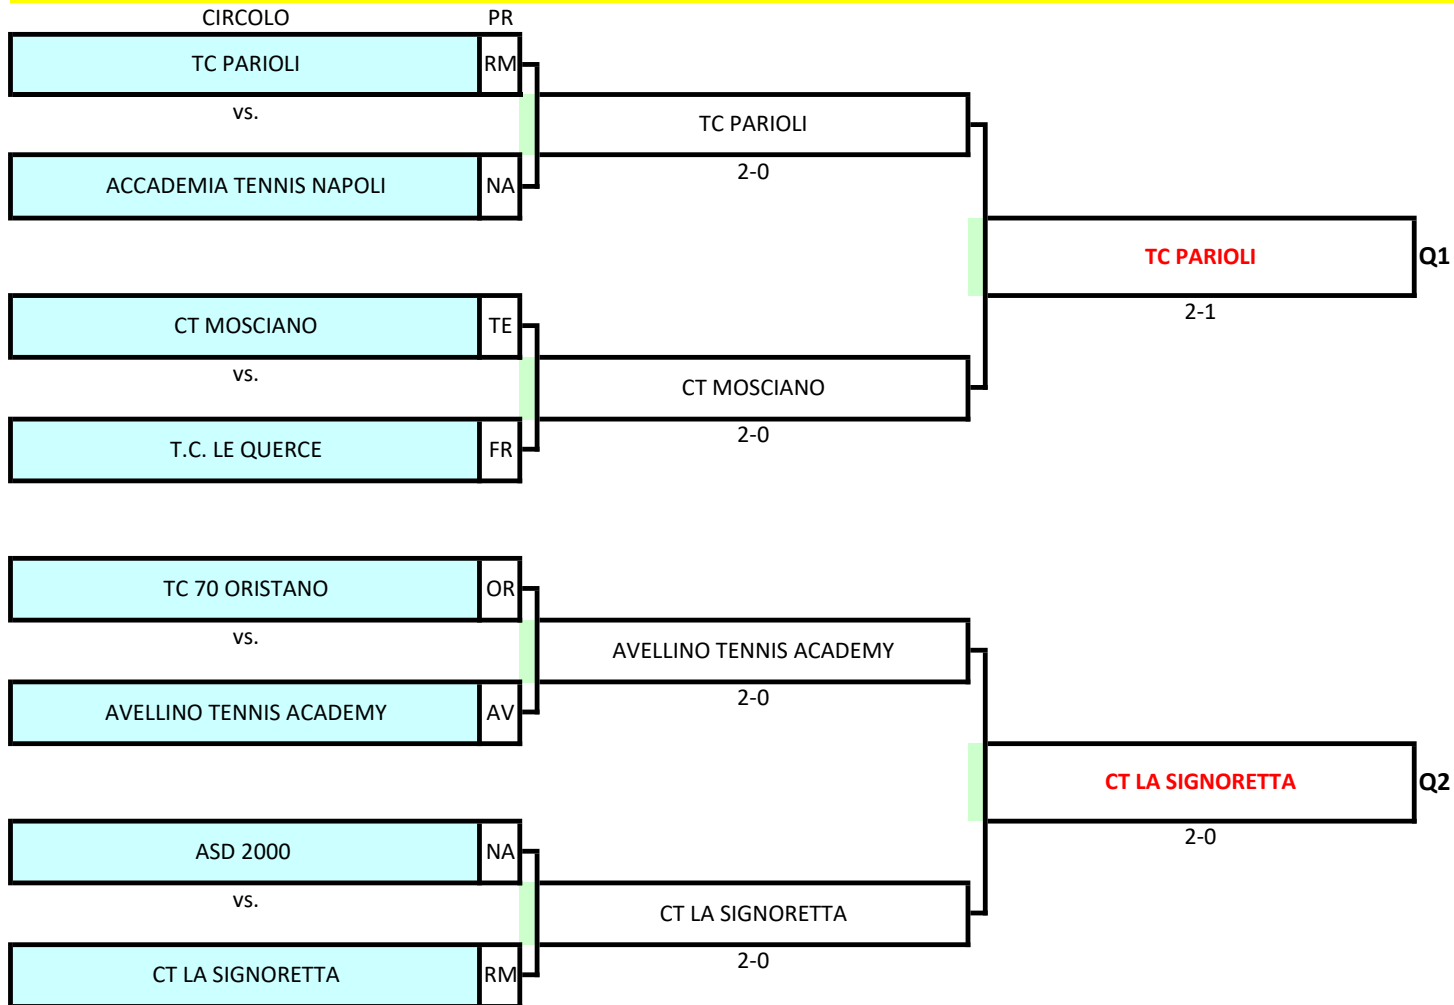 CIRCOLO PR
TC PARIOLI RM
vs.
TC PARIOLI
ACCADEMIA TENNIS NAPOLI NA
2-0
TC PARIOLI Q1
2-1
CT MOSCIANO TE
vs.
CT MOSCIANO
T.C. LE QUERCE FR
2-0
TC 70 ORISTANO OR
vs.
AVELLINO TENNIS ACADEMY
AVELLINO TENNIS ACADEMY AV
2-0
CT LA SIGNORETTA Q2
2-0
ASD 2000 NA
vs.
CT LA SIGNORETTA
CT LA SIGNORETTA RM
2-0